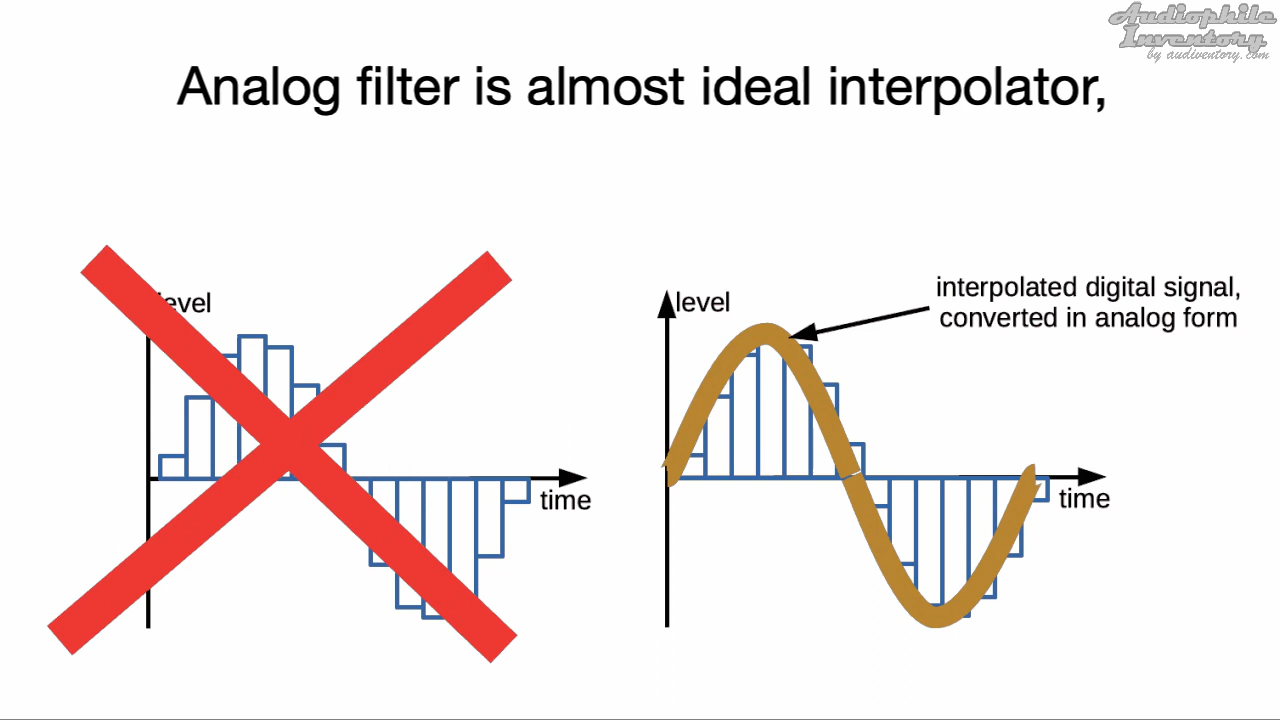 Audiophile
Inventory
by audiventory.com
Analog filter is almost ideal interpolator,
level
time
level
interpolated digital signal,
converted in analog form
time